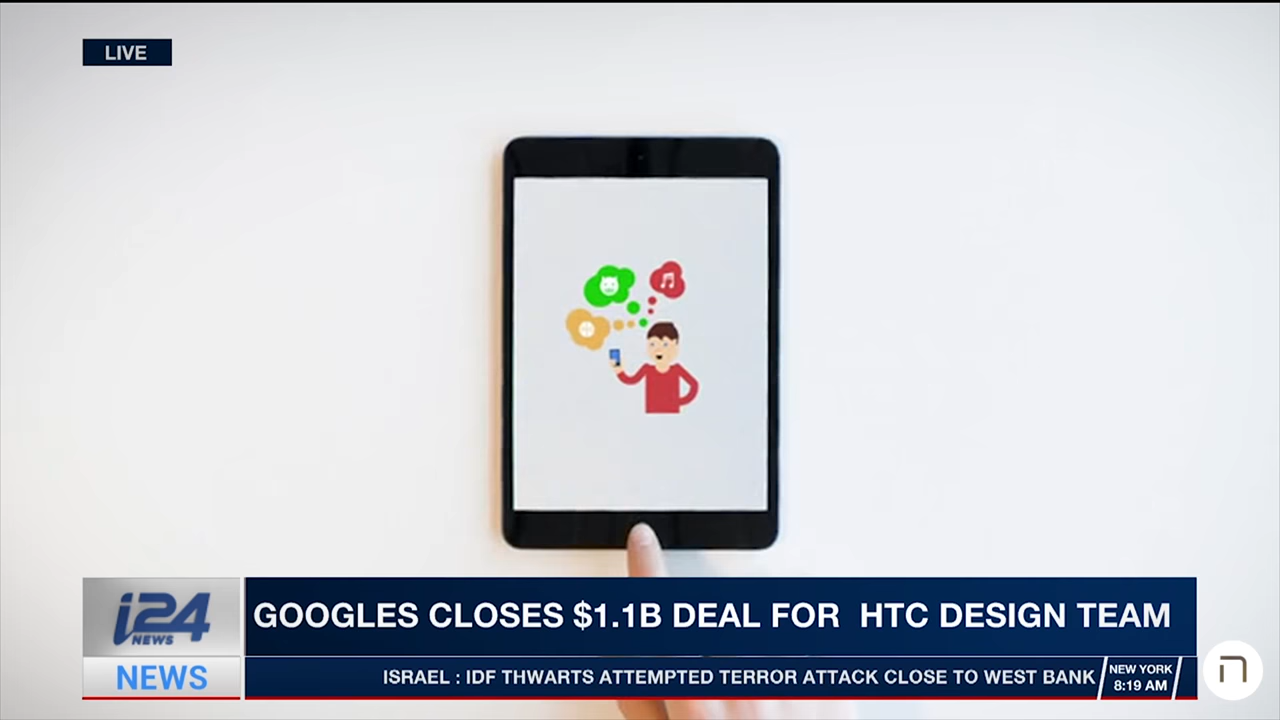 LIVE
GOOGLES CLOSES $1.1B DEAL FOR HTC DESIGN TEAM
i24
NEWS
NEWS
ISRAEL : IDF THWARTS ATTEMPTED TERROR ATTACK CLOSE TO WEST BANK
NEW YORK
8:19 AM